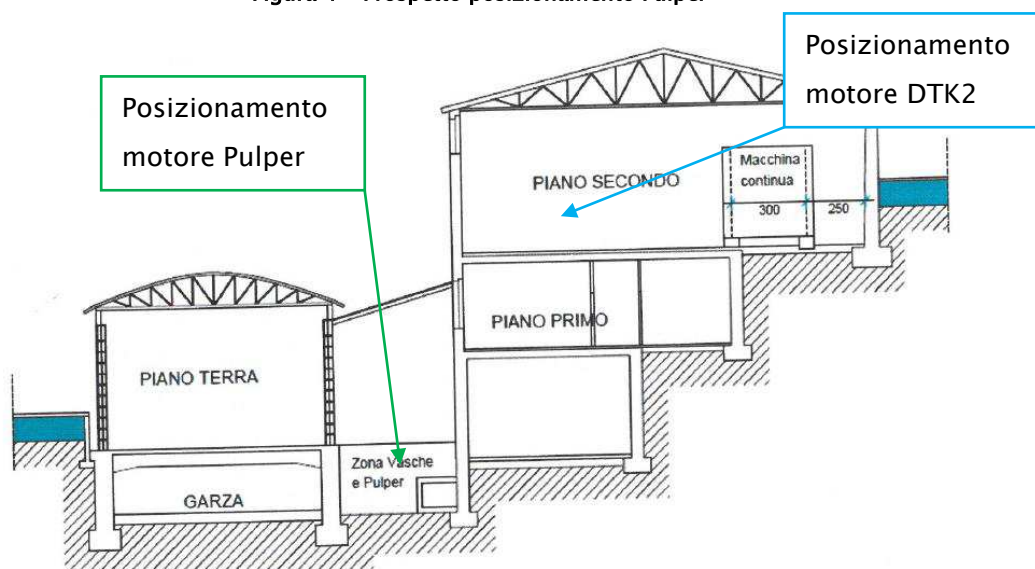 Posizionamento
motore DTK2
Posizionamento
motore Pulper
Macchina
continua
PIANO SECONDO
300
250
PIANO PRIMO
PIANO TERRA
Zona Vasche
e Pulper
GARZA